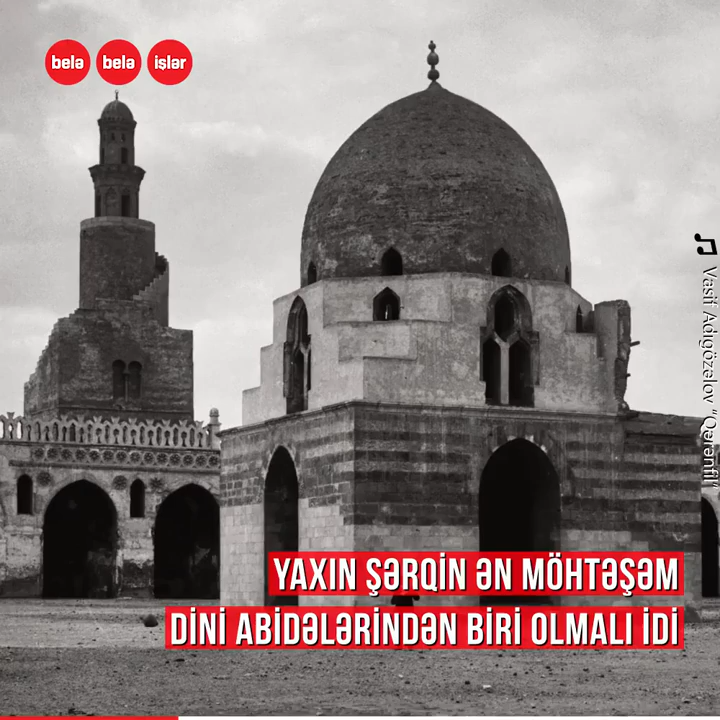 belə belə işlər
Vasif Adıgözəlov "Qərənfil"
YAXIN ŞƏRQİN ƏN MÖHTƏŞƏM
DİNİ ABİDƏLƏRİNDƏN BİRİ OLMALI İDİ